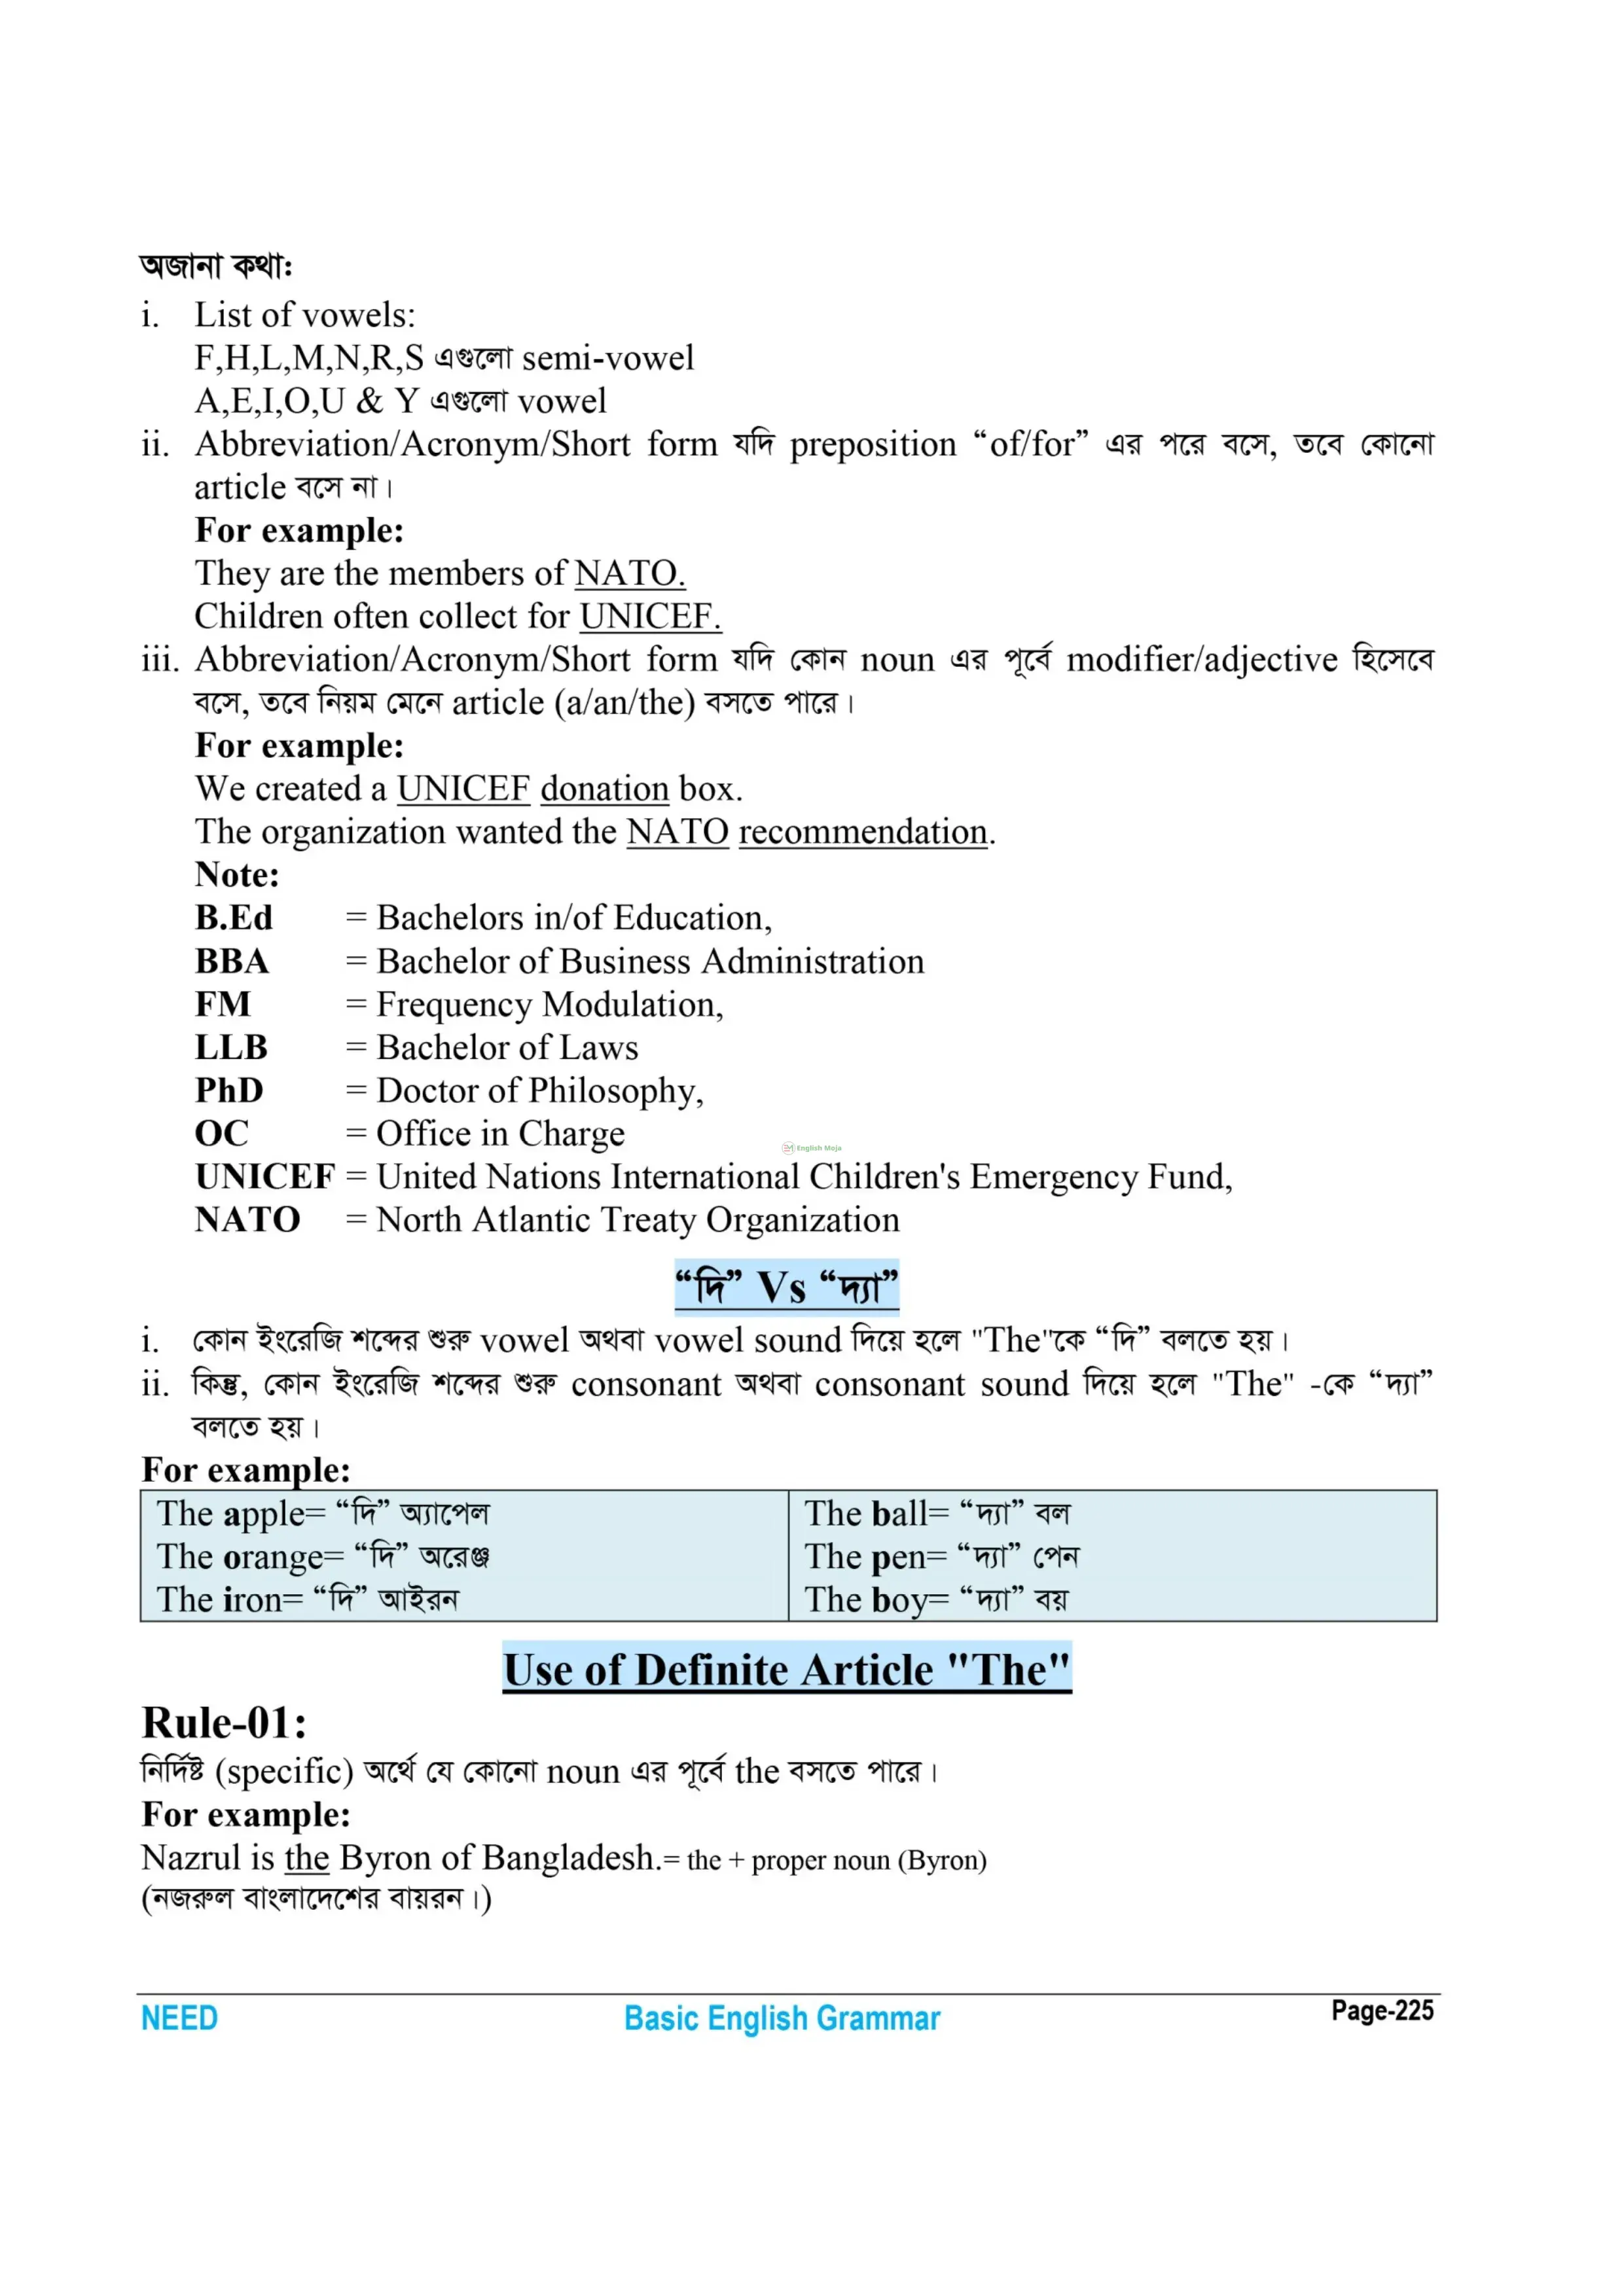 অজানা কথা:
i. List of vowels:
F,H,L,M,N,R,S এগুলো semi-vowel
A,E,I,O,U & Y এগুলো vowel
ii. Abbreviation/Acronym/Short form যদি preposition “of/for” এর পরে বসে, তবে কোনো
article বসে না।
For example:
They are the members of NATO.
Children often collect for UNICEF.
iii. Abbreviation/Acronym/Short form যদি কোন noun এর পূর্বে modifier/adjective হিসেবে
বসে, তবে নিয়ম মেনে article (a/an/the) বসতে পারে।
For example:
We created a UNICEF donation box.
The organization wanted the NATO recommendation.
Note:
B.Ed = Bachelors in/of Education,
BBA = Bachelor of Business Administration
FM = Frequency Modulation,
LLB = Bachelor of Laws
PhD = Doctor of Philosophy,
OC = Office in Charge
English Moja
UNICEF = United Nations International Children's Emergency Fund,
NATO = North Atlantic Treaty Organization
“দি” Vs “দ্যা”
i. কোন ইংরেজি শব্দের শুরু vowel অথবা vowel sound দিয়ে হলে "The"কে “দি” বলতে হয়।
ii. কিন্তু, কোন ইংরেজি শব্দের শুরু consonant অথবা consonant sound দিয়ে হলে "The" -কে “দ্যা”
বলতে হয়।
For example:
The apple= “দি” অ্যাপেল
The orange= “দি” অরেঞ্জ
The iron= “দি” আইরন
The ball= “দ্যা” বল
The pen= “দ্যা” পেন
The boy= “দ্যা” বয়
Use of Definite Article "The"
Rule-01:
নির্দিষ্ট (specific) অর্থে যে কোনো noun এর পূর্বে the বসতে পারে।
For example:
Nazrul is the Byron of Bangladesh.= the + proper noun (Byron)
(নজরুল বাংলাদেশের বায়রন।)
NEED Basic English Grammar Page-225